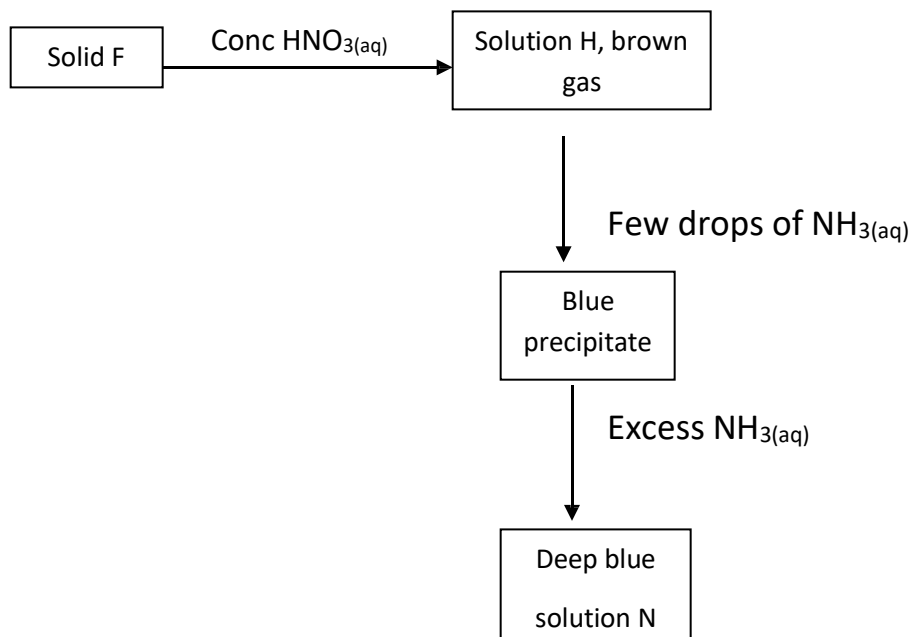 Solid F
Conc HNO₃(aq)
Solution H, brown
gas
Few drops of NH₃(aq)
Blue
precipitate
Excess NH₃(aq)
Deep blue
solution N